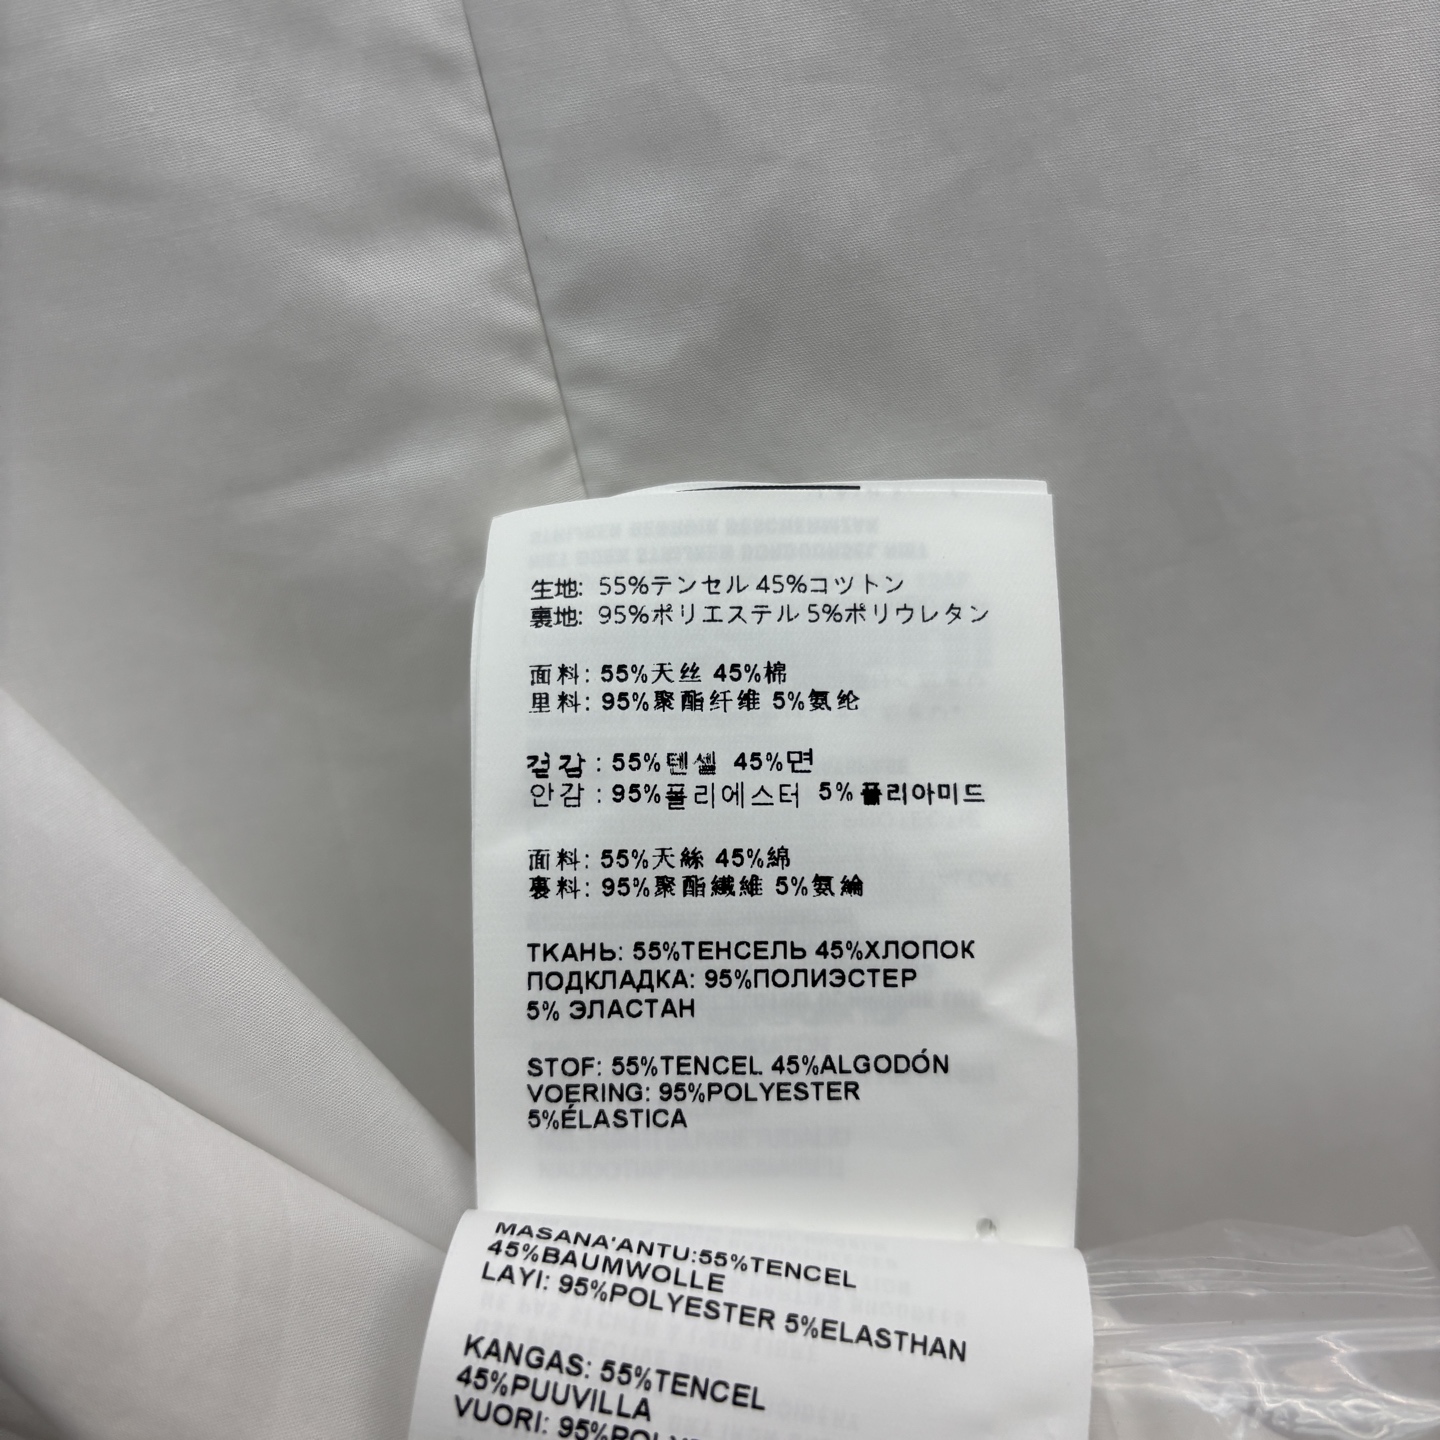 生地: 55%テンセル 45%コットン
裏地: 95%ポリエステル 5%ポリウレタン
面料: 55%天丝 45%棉
里料: 95%聚酯纤维 5%氨纶
겉감 : 55%텐셀 45%면
안감 : 95%폴리에스터 5%폴리아미드
面料: 55%天絲 45%綿
裏料: 95%聚酯纖維 5%氨綸
ТКАНЬ: 55%ТЕНСЕЛЬ 45%ХЛОПОК
ПОДКЛАДКА: 95%ПОЛИЭСТЕР
5% ЭЛАСТАН
STOF: 55%TENCEL 45%ALGODÓN
VOERING: 95%POLYESTER
5%ÉLASTICA
MASANA'ANTU:55%TENCEL
45%BAUMWOLLE
LAYI: 95%POLYESTER 5%ELASTHAN
KANGAS: 55%TENCEL
45%PUUVILLA
VUORI: 95%